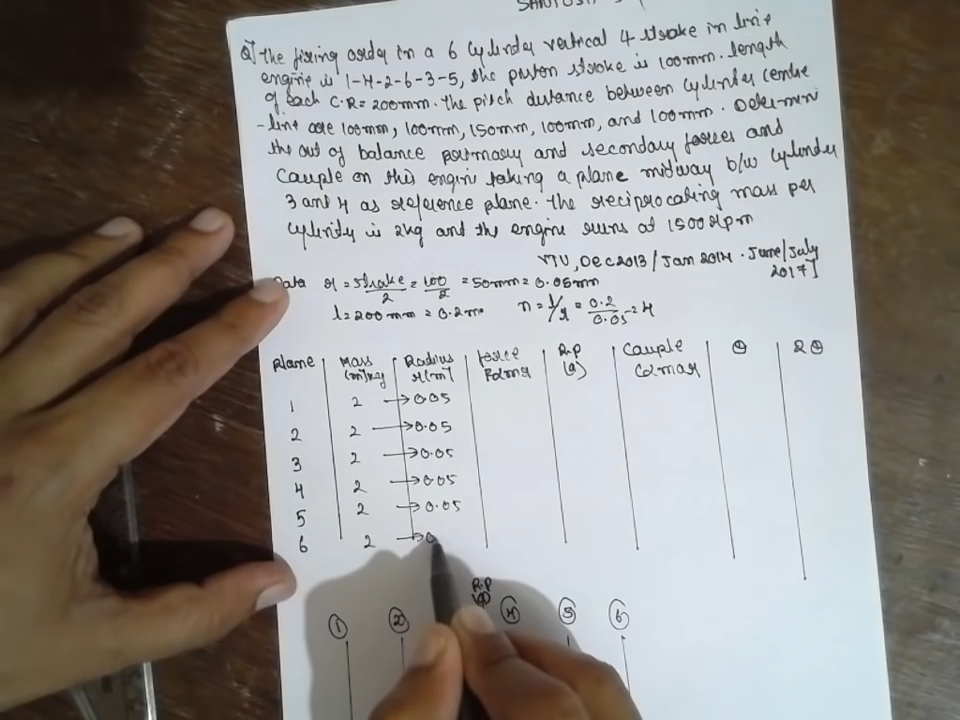 Q] The firing order in a 6 cylinder vertical 4 stroke in line
engine is 1-4-2-6-3-5, the piston stroke is 100mm. length
of each C.R = 200mm. The pitch distance between cylinder centre
-line are 100mm, 100mm, 150mm, 100mm, and 100mm. Determine
the out of balance primary and secondary forces and
couple on this engine taking a plane midway b/w cylinder
3 and 4 as reference plane. The reciprocating mass per
cylinder is 2kg and the engine runs at 1500rpm
VTU, Dec 2013/Jan 2014 . June/July
2017]
Data r = stroke/2 = 100/2 = 50mm = 0.05mm
l = 200mm = 0.2m n = l/r = 0.2/0.05 = 4
Plane Mass (m)kg Radius r(m) force Fαmr R.P (a) Couple Cαmar θ 2θ
1 2 →0.05
2 2 →0.05
3 2 →0.05
4 2 →0.05
5 2 →0.05
6 2 →0
R.P
1 2 4 5 6